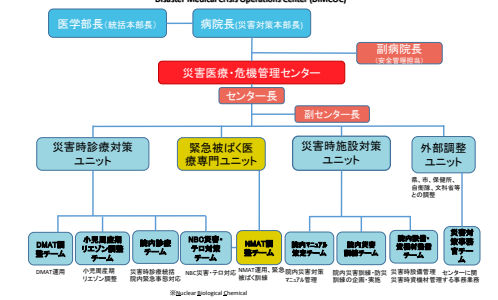 Disaster Medical Crisis Operations Center (DiMCOC)
医学部長(統括本部長)
病院長(災害対策本部長)
副病院長
(安全管理担当)
災害医療・危機管理センター
センター長
副センター長
災害時診療対策
ユニット
緊急被ばく医
療専門ユニット
災害時施設対策
ユニット
外部調整
ユニット
県、市、保健所、
自衛隊、文科省等
との調整
DMAT調
整チーム
小児周産期
リエゾン調整
チーム
院内診療
チーム
NBC災害・
テロ対策
チーム
NMAT調
整チーム
院内マニュアル
策定チーム
院内災害
訓練チーム
院内設備・
資機材整備
チーム
災害対
策事務
官チー
ム
DMAT運用
小児周産期
リエゾン調整
災害時診療統括
院内緊急事態対応
NBC災害・テロ対応
NMAT運用、緊急
被ばく訓練
院内災害対策
マニュアル管理
院内災害訓練・防災
訓練の企画・実施
災害時設備管理
災害時資機材管理
センターに関
する事務業務
※Nuclear Biological Chemical